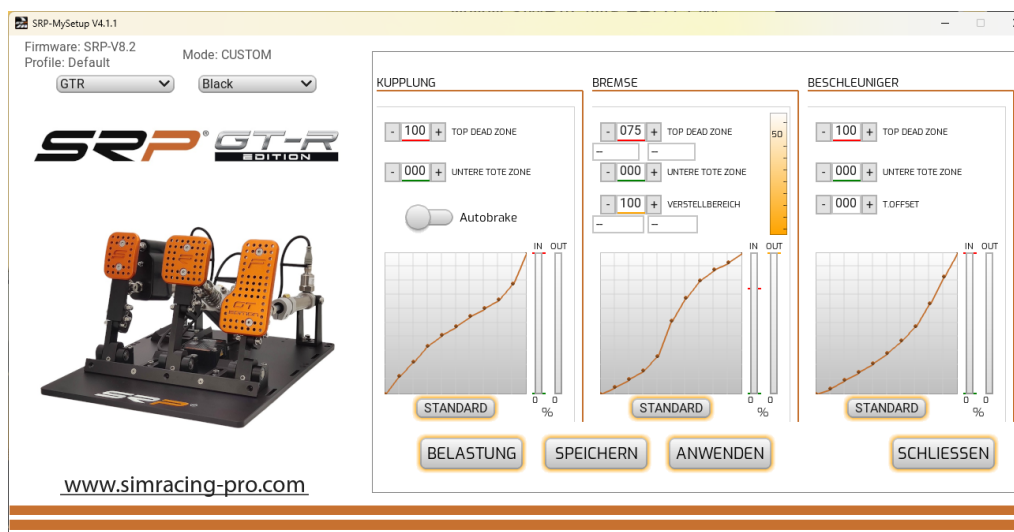 SRP-MySetup V4.1.1
Firmware: SRP-V8.2
Mode: CUSTOM
Profile: Default
GTR
Black
SRP GT-R
EDITION
www.simracing-pro.com
KUPPLUNG
- 100 + TOP DEAD ZONE
- 000 + UNTERE TOTE ZONE
Autobrake
IN OUT
0 0
STANDARD
%
BREMSE
- 075 + TOP DEAD ZONE
-- --
- 000 + UNTERE TOTE ZONE
- 100 + VERSTELLBEREICH
-- --
50
IN OUT
0 0
STANDARD
%
BESCHLEUNIGER
- 100 + TOP DEAD ZONE
- 000 + UNTERE TOTE ZONE
- 000 + T.OFFSET
IN OUT
0 0
STANDARD
%
BELASTUNG
SPEICHERN
ANWENDEN
SCHLIESSEN